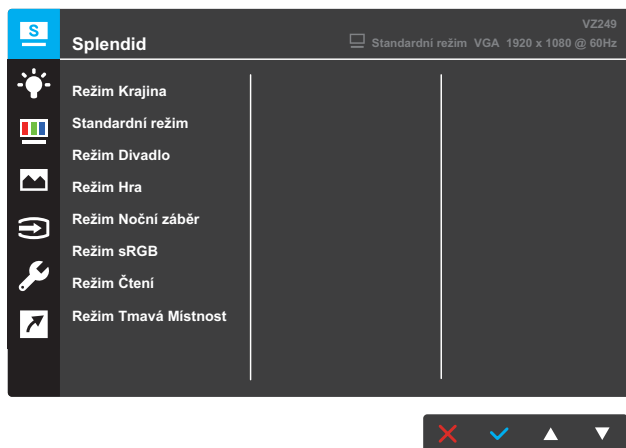 VZ249
S
Splendid
Standardní režim VGA 1920 x 1080 @ 60Hz
Režim Krajina
Standardní režim
Režim Divadlo
Režim Hra
Režim Noční záběr
Režim sRGB
Režim Čtení
Režim Tmavá Místnost